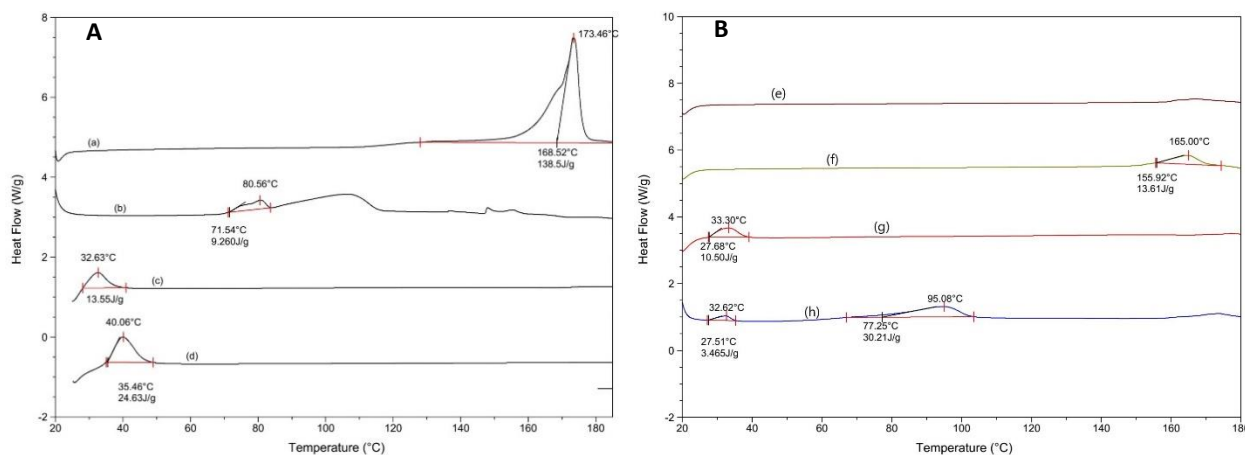 A
8
6
4
2
0
-2
Heat Flow (W/g)
20
40
60
80
100
120
140
160
180
Temperature (°C)
(a)
173.46°C
168.52°C
138.5J/g
(b)
80.56°C
71.54°C
9.260J/g
(c)
32.63°C
13.55J/g
(d)
40.06°C
35.46°C
24.63J/g
B
10
8
6
4
2
0
-2
Heat Flow (W/g)
20
40
60
80
100
120
140
160
180
Temperature (°C)
(e)
(f)
165.00°C
155.92°C
13.61J/g
(g)
33.30°C
27.68°C
10.50J/g
(h)
32.62°C
27.51°C
3.465J/g
95.08°C
77.25°C
30.21J/g